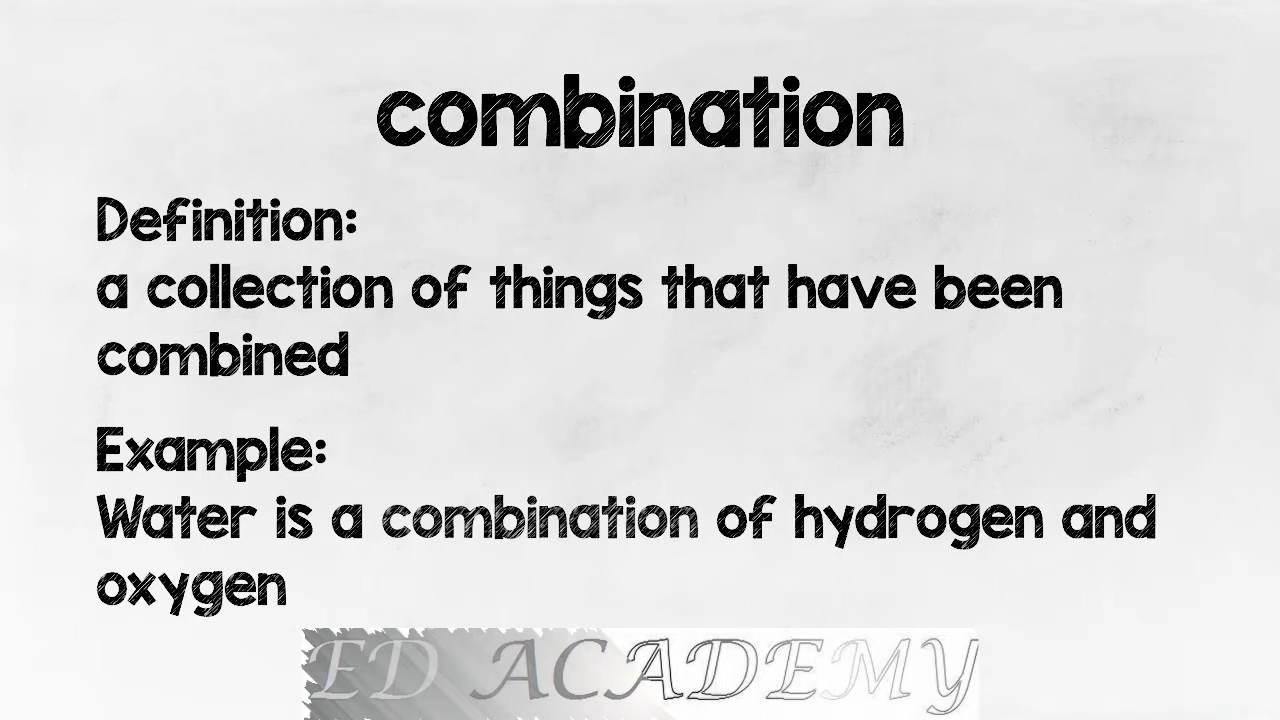 combination
Definition:
a collection of things that have been
combined
Example:
Water is a combination of hydrogen and
oxygen
ED ACADEMY